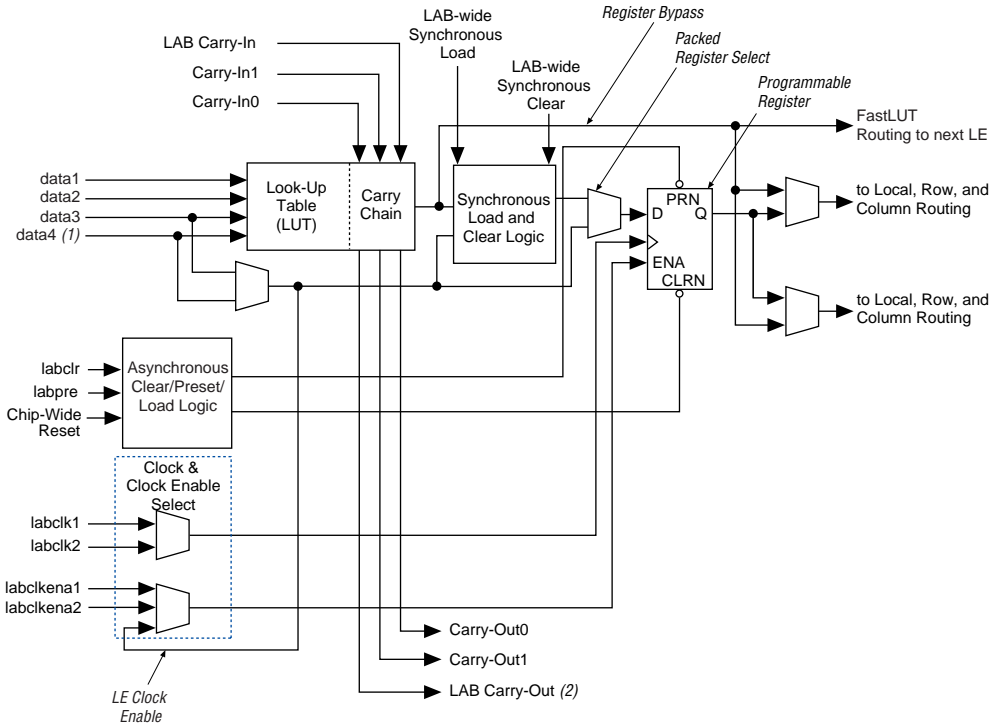 LAB-wide
Synchronous
Load
Register Bypass
Packed
Register Select
LAB Carry-In
Carry-In1
Carry-In0
LAB-wide
Synchronous
Clear
Programmable
Register
FastLUT
Routing to next LE
data1
data2
data3
data4 (1)
Look-Up
Table
(LUT)
Carry
Chain
Synchronous
Load and
Clear Logic
PRN
D
Q
ENA
CLRN
to Local, Row, and
Column Routing
to Local, Row, and
Column Routing
labclr
labpre
Chip-Wide
Reset
Asynchronous
Clear/Preset/
Load Logic
Clock &
Clock Enable
Select
labclk1
labclk2
labclkena1
labclkena2
Carry-Out0
Carry-Out1
LAB Carry-Out (2)
LE Clock
Enable